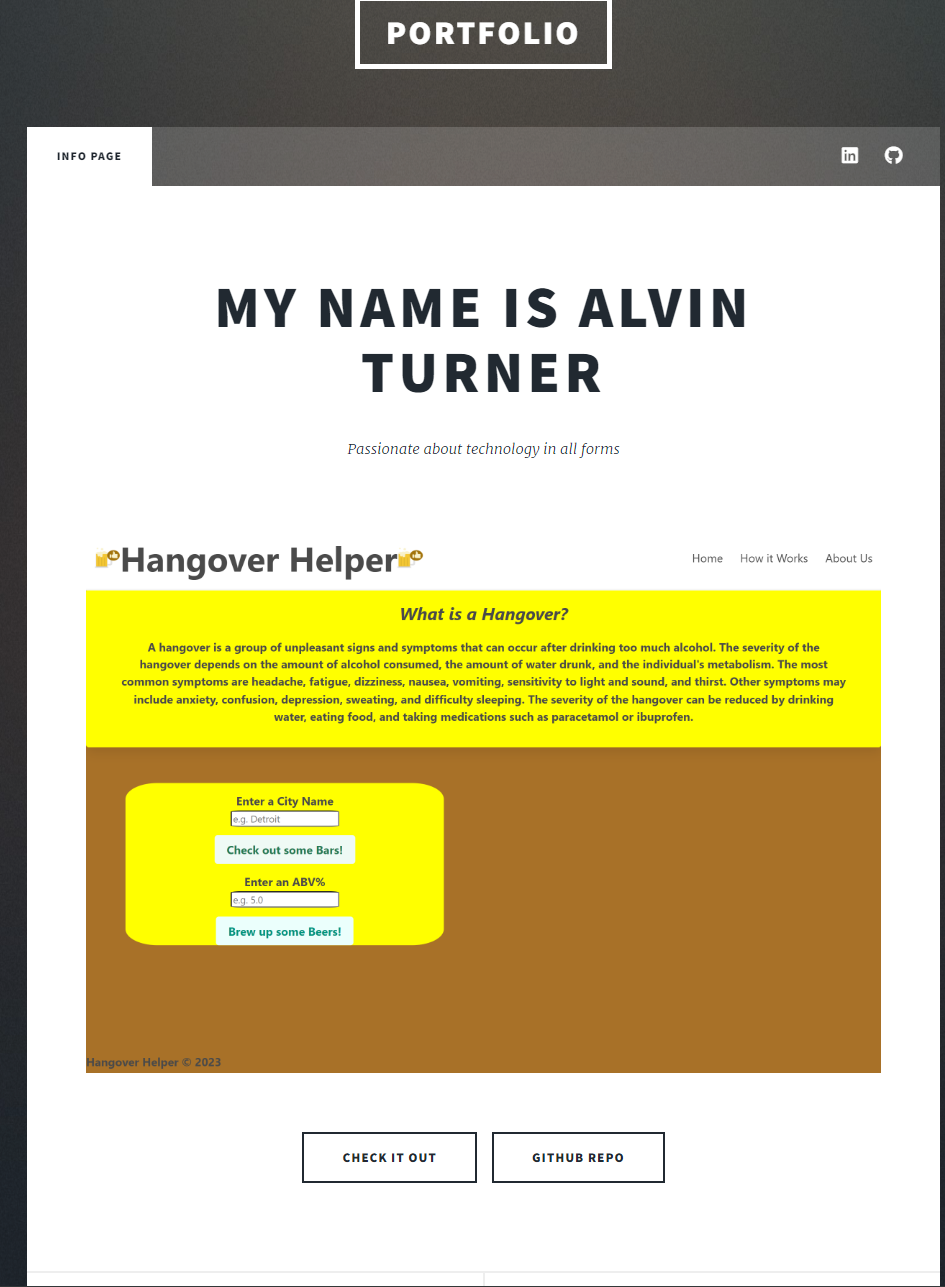 PORTFOLIO
INFO PAGE
MY NAME IS ALVIN
TURNER
Passionate about technology in all forms
Hangover Helper
Home How it Works About Us
What is a Hangover?
A hangover is a group of unpleasant signs and symptoms that can occur after drinking too much alcohol. The severity of the
hangover depends on the amount of alcohol consumed, the amount of water drunk, and the individual's metabolism. The most
common symptoms are headache, fatigue, dizziness, nausea, vomiting, sensitivity to light and sound, and thirst. Other symptoms may
include anxiety, confusion, depression, sweating, and difficulty sleeping. The severity of the hangover can be reduced by drinking
water, eating food, and taking medications such as paracetamol or ibuprofen.
Enter a City Name
e.g. Detroit
Check out some Bars!
Enter an ABV%
e.g. 5.0
Brew up some Beers!
Hangover Helper © 2023
CHECK IT OUT GITHUB REPO